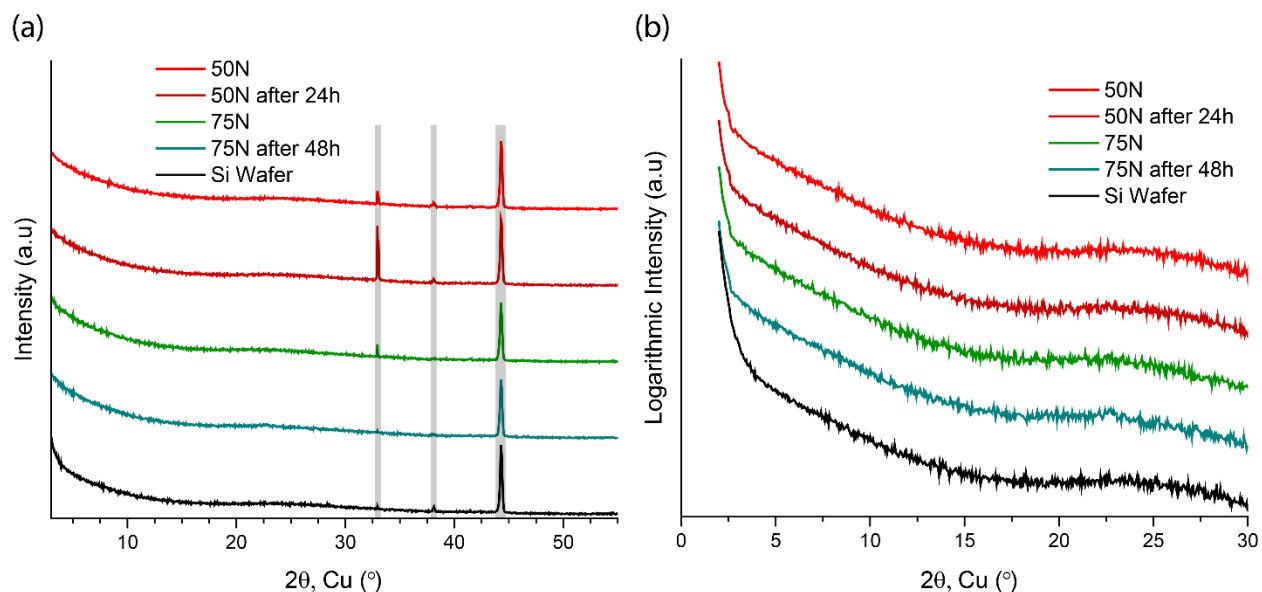 (a)
50N
50N after 24h
75N
75N after 48h
Si Wafer
Intensity (a.u)
10
20
30
40
50
2θ, Cu (°)
(b)
50N
50N after 24h
75N
75N after 48h
Si Wafer
Logarithmic Intensity (a.u)
0
5
10
15
20
25
30
2θ, Cu (°)